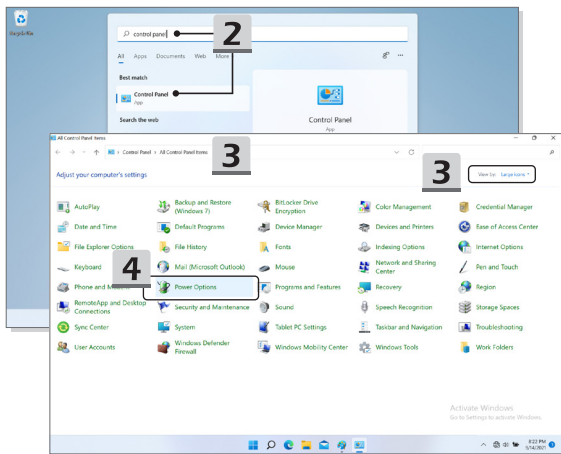 Recycle Bin
control panel
2
All Apps Documents Web More
Best match
Control Panel
App
Search the web
Control Panel
App
All Control Panel Items
Control Panel > All Control Panel Items
3
3
Adjust your computer's settings
View by: Large icons
AutoPlay
Backup and Restore (Windows 7)
BitLocker Drive Encryption
Color Management
Credential Manager
Date and Time
Default Programs
Device Manager
Devices and Printers
Ease of Access Center
File Explorer Options
File History
Fonts
Indexing Options
Internet Options
Keyboard
4
Mail (Microsoft Outlook)
Mouse
Network and Sharing Center
Pen and Touch
Phone and M
Power Options
Programs and Features
Recovery
Region
RemoteApp and Desktop Connections
Security and Maintenance
Sound
Speech Recognition
Storage Spaces
Sync Center
System
Tablet PC Settings
Taskbar and Navigation
Troubleshooting
User Accounts
Windows Defender Firewall
Windows Mobility Center
Windows Tools
Work Folders
Activate Windows
Go to Settings to activate Windows.
8:22 PM
6/14/2021